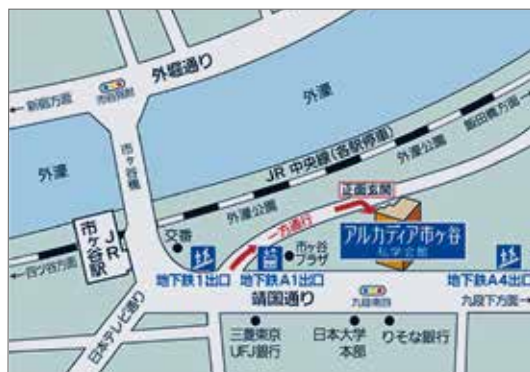 外堀通り
←新宿方面
市谷見附
外濠
飯田橋方面→
外濠
市ヶ谷橋
JR 中央線(各駅停車)
外濠公園
外濠
正面玄関
外濠公園
一方通行
アルカディア市ヶ谷
私学会館
JR
市ヶ谷駅
交番
市ヶ谷
プラザ
←四ツ谷方面
地下鉄1出口
地下鉄A1出口
地下鉄A4出口
靖国通り
九段南四
九段下方面→
日本テレビ通り
三菱東京
UFJ銀行
日本大学
本部
りそな銀行